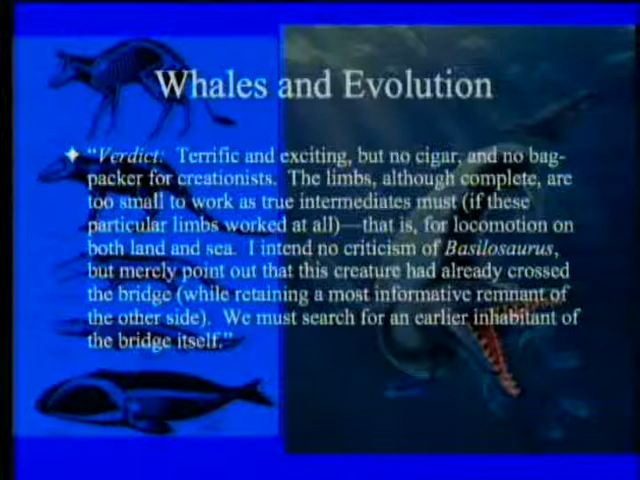 Whales and Evolution
"Verdict: Terrific and exciting, but no cigar, and no bag-
packer for creationists. The limbs, although complete, are
too small to work as true intermediates must (if these
particular limbs worked at all)—that is, for locomotion on
both land and sea. I intend no criticism of Basilosaurus,
but merely point out that this creature had already crossed
the bridge (while retaining a most informative remnant of
the other side). We must search for an earlier inhabitant of
the bridge itself."